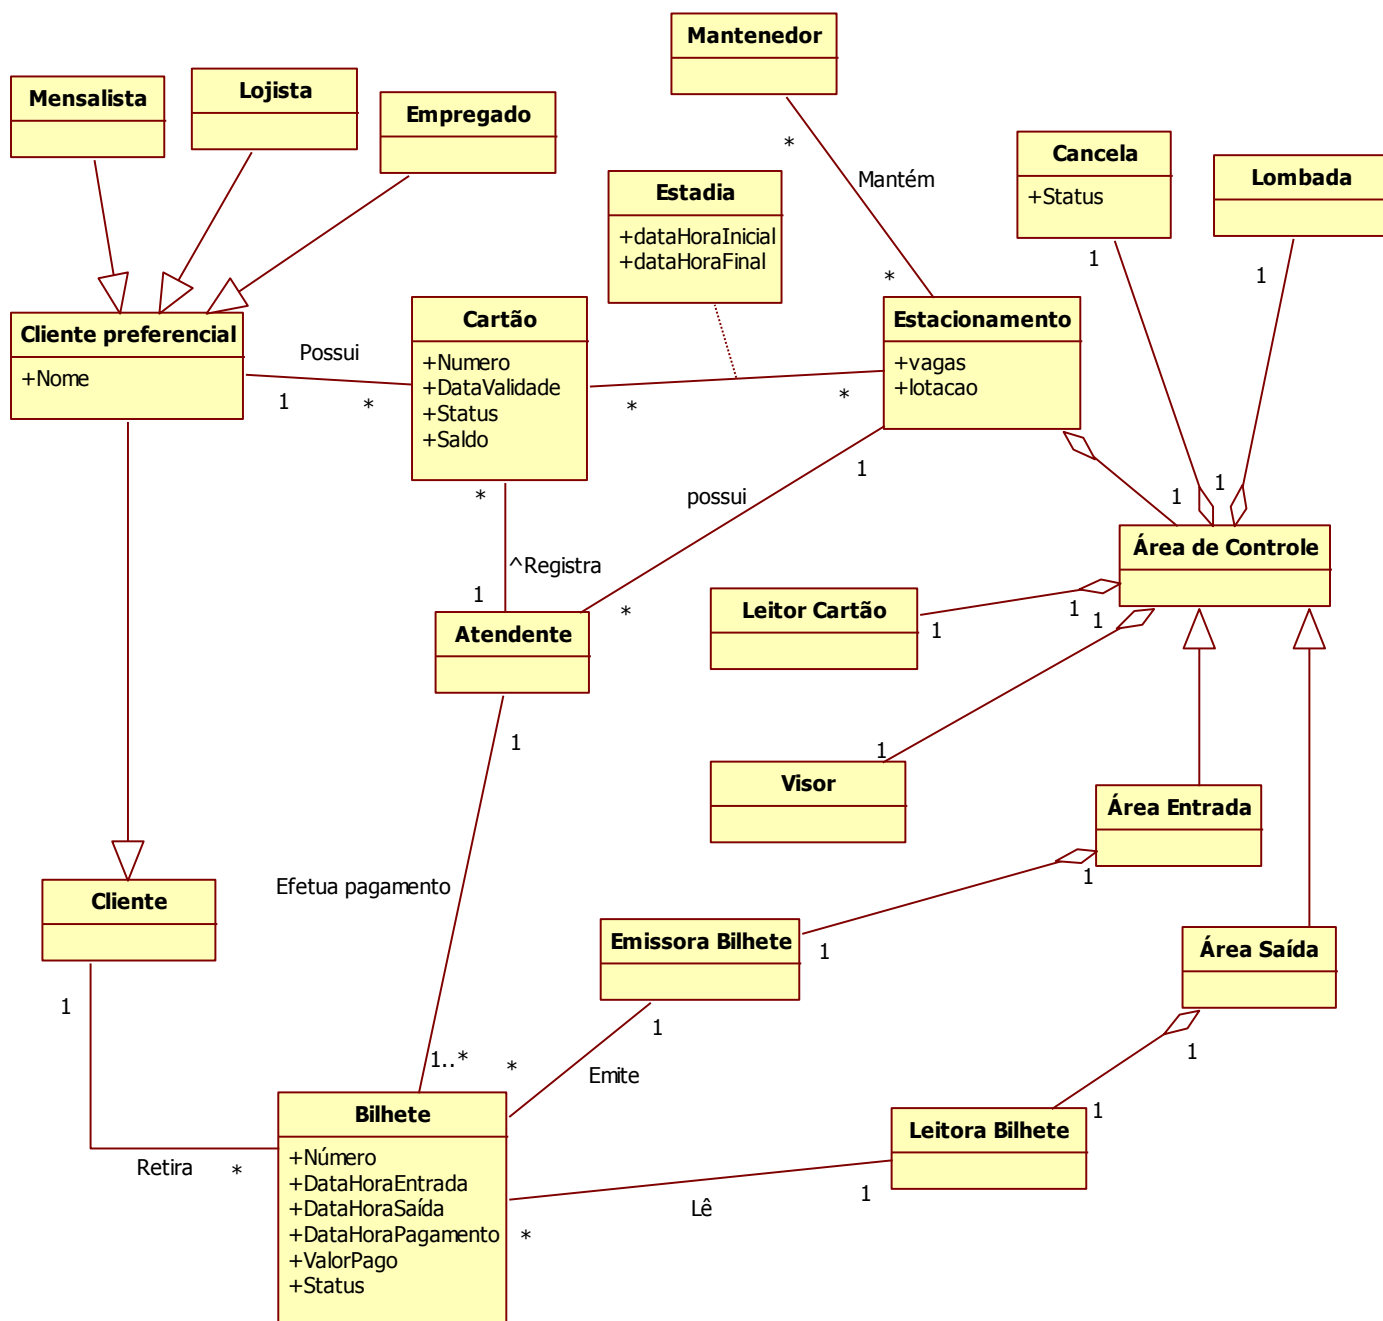 Mantenedor
Mensalista
Lojista
Empregado
*
Mantém
*
Cancela
+Status
1
Lombada
1
Estadia
+dataHoraInicial
+dataHoraFinal
Cliente preferencial
+Nome
Possui
1
*
Cartão
+Numero
+DataValidade
+Status
+Saldo
*
*
Estacionamento
+vagas
+lotacao
1
possui
*
*
^Registra
1
1
1
Área de Controle
Leitor Cartão
1
1
1
Atendente
1
Visor
1
Área Entrada
1
Efetua pagamento
Cliente
1
Emissora Bilhete
1
1
Área Saída
1
1..*
*
Emite
Retira
*
Bilhete
+Número
+DataHoraEntrada
+DataHoraSaída
+DataHoraPagamento
+ValorPago
+Status
Leitora Bilhete
1
1
Lê
*